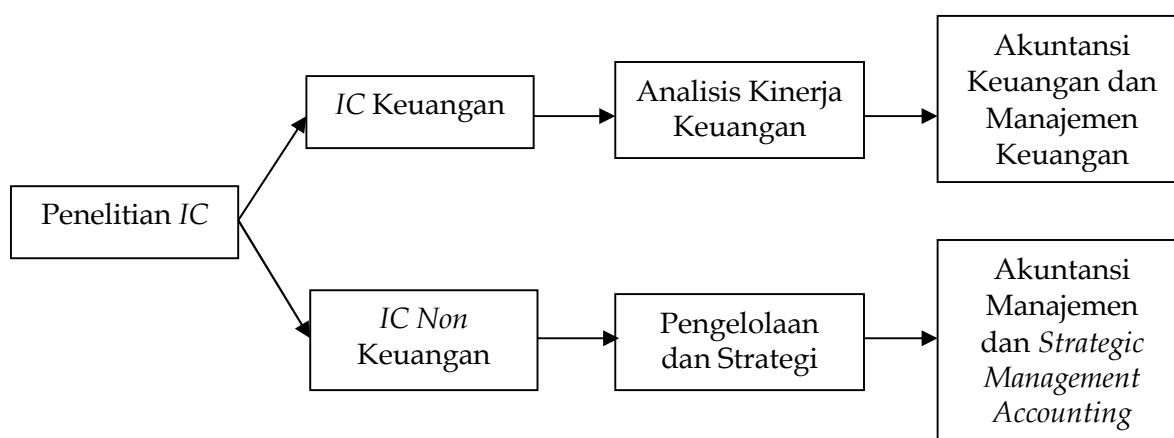 Penelitian IC
IC Keuangan
Analisis Kinerja
Keuangan
Akuntansi
Keuangan dan
Manajemen
Keuangan
IC Non
Keuangan
Pengelolaan
dan Strategi
Akuntansi
Manajemen
dan Strategic
Management
Accounting